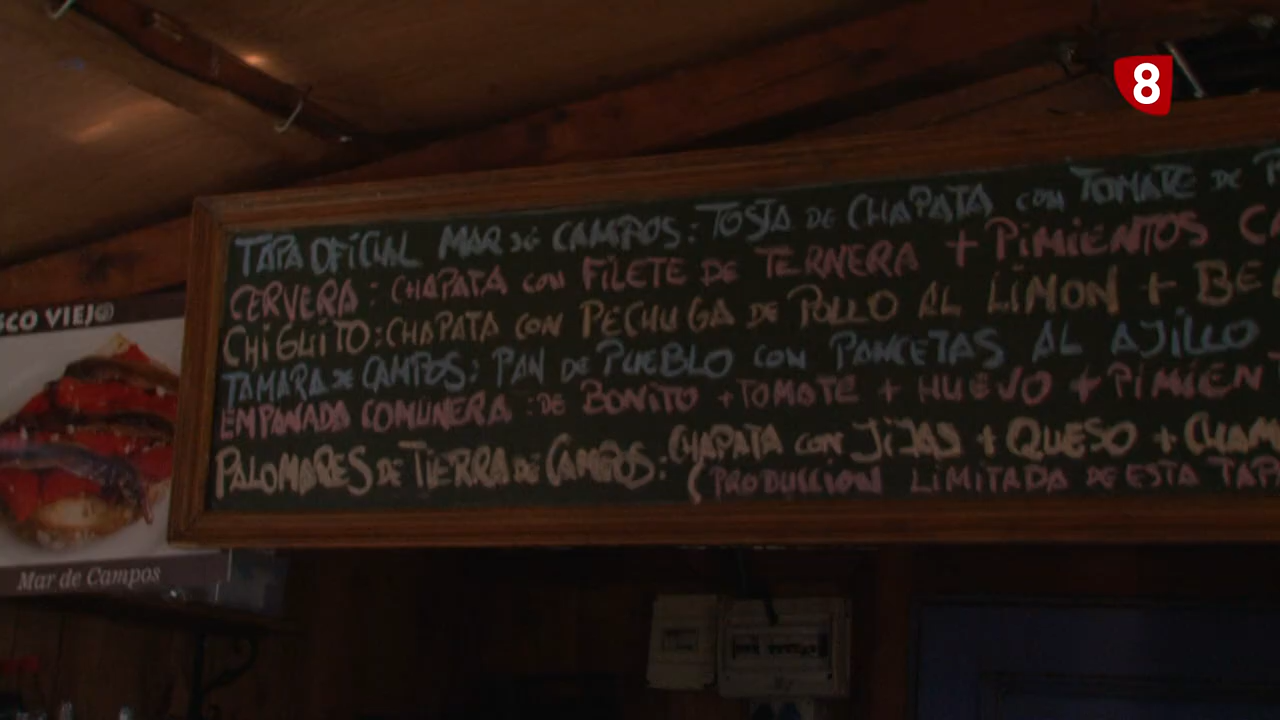 8
TAPA OFICIAL MAR DE CAMPOS: TOSTA DE CHAPATA CON TOMATE DE
CERVERA: CHAPATA CON FILETE DE TERNERA + PIMIENTOS
CHIGUITO: CHAPATA CON PECHUGA DE POLLO AL LIMON +
TAMARA DE CAMPOS: PAN DE PUEBLO CON PANCETAS AL AJILLO
EMPANADA COMUNERA: DE BONITO + TOMATE + HUEVO +
PALOMARES DE TIERRA DE CAMPOS: CHAPATA CON JIJAS + QUESO +
(PRODUCCION LIMITADA DE ESTA
VIEJO
Mar de Campos